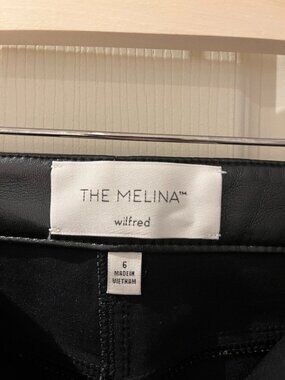 THE MELINA™
wilfred
6
MADE IN
VIETNAM